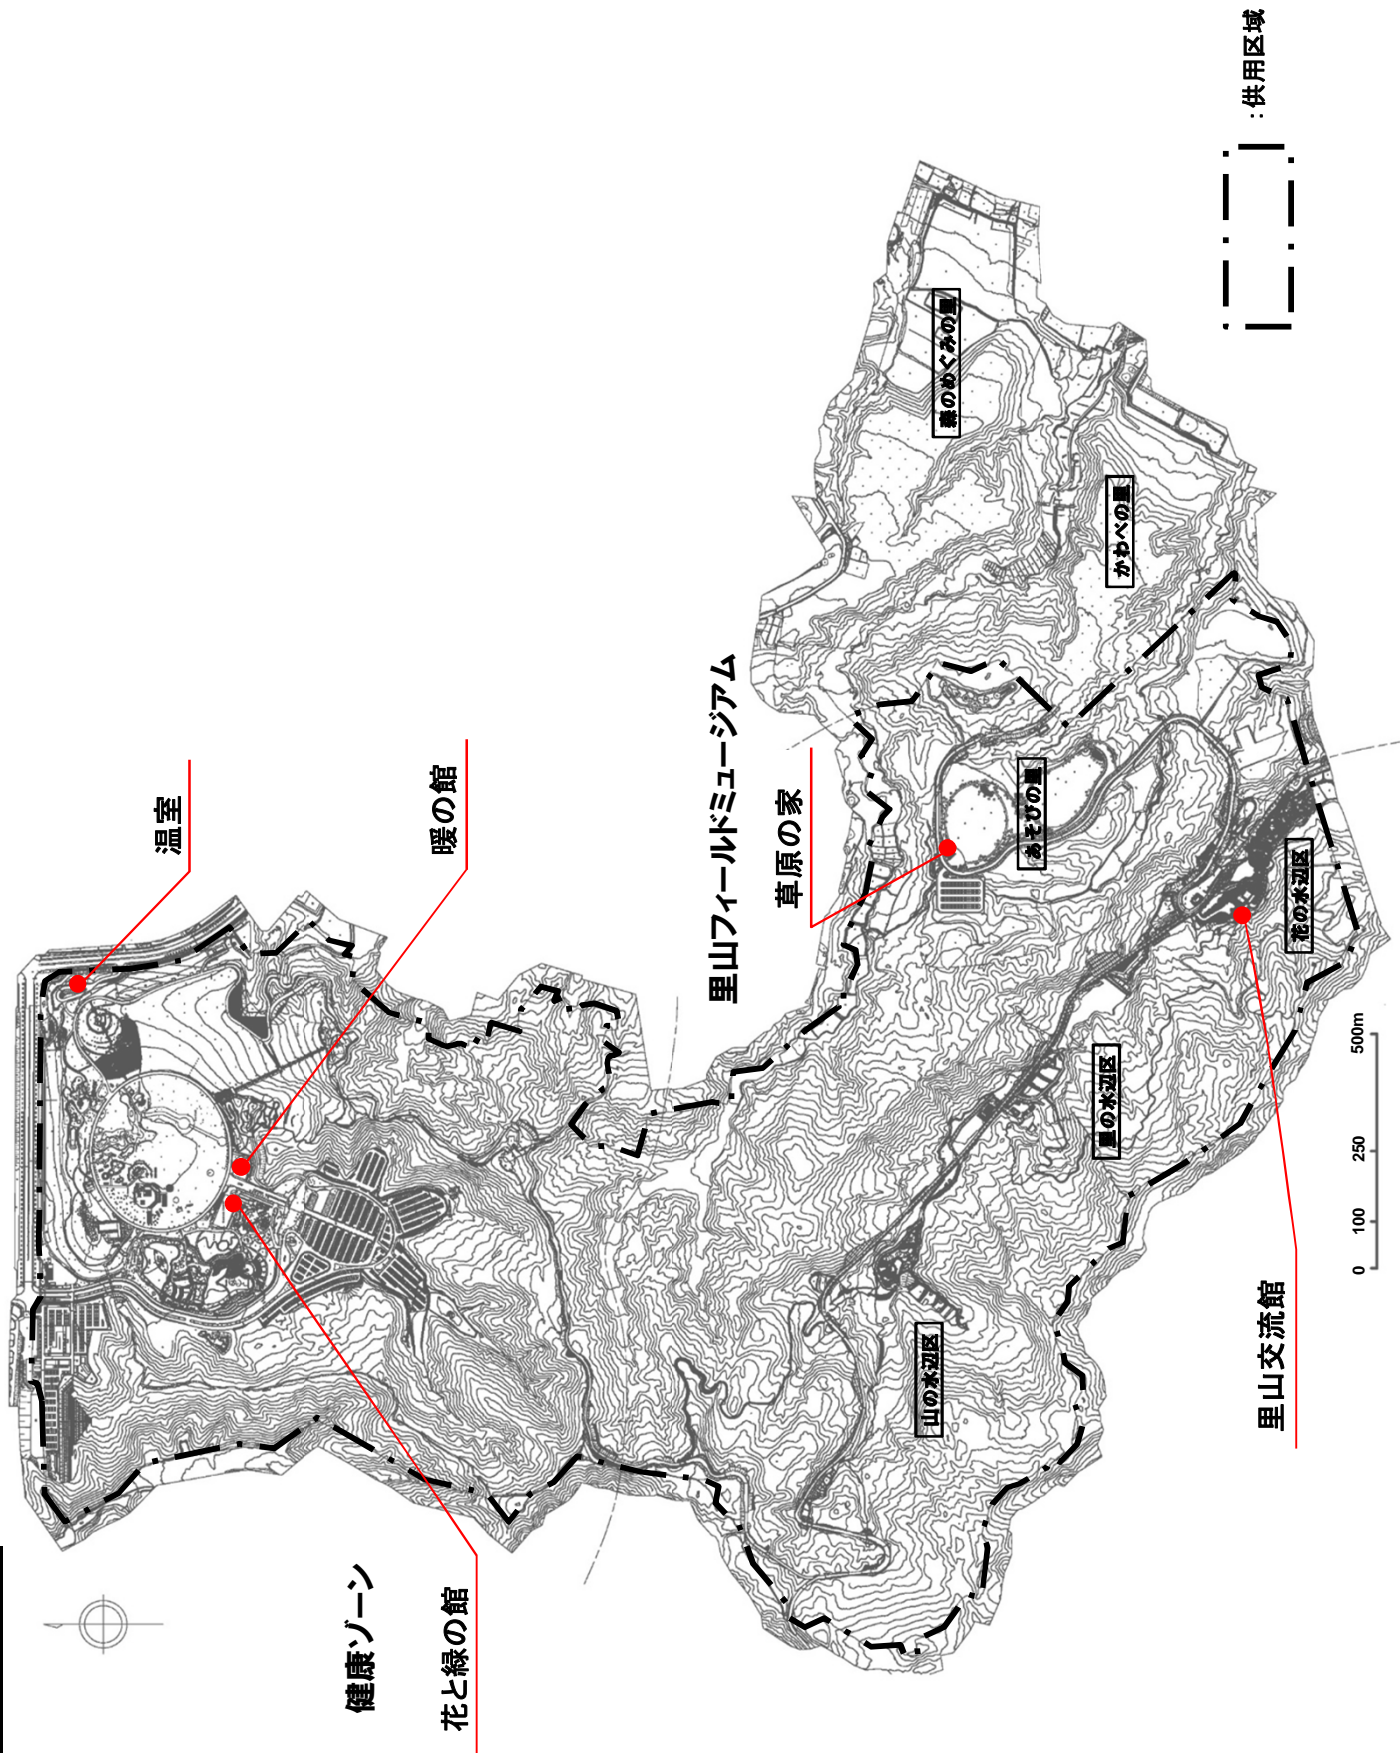 :供用区域
温室
暖の館
里山フィールドミュージアム
草原の家
森のめぐみの里
かわべの里
あそびの里
花の水辺区
里の水辺区
山の水辺区
健康ゾーン
花と緑の館
里山交流館
0 100 250 500m